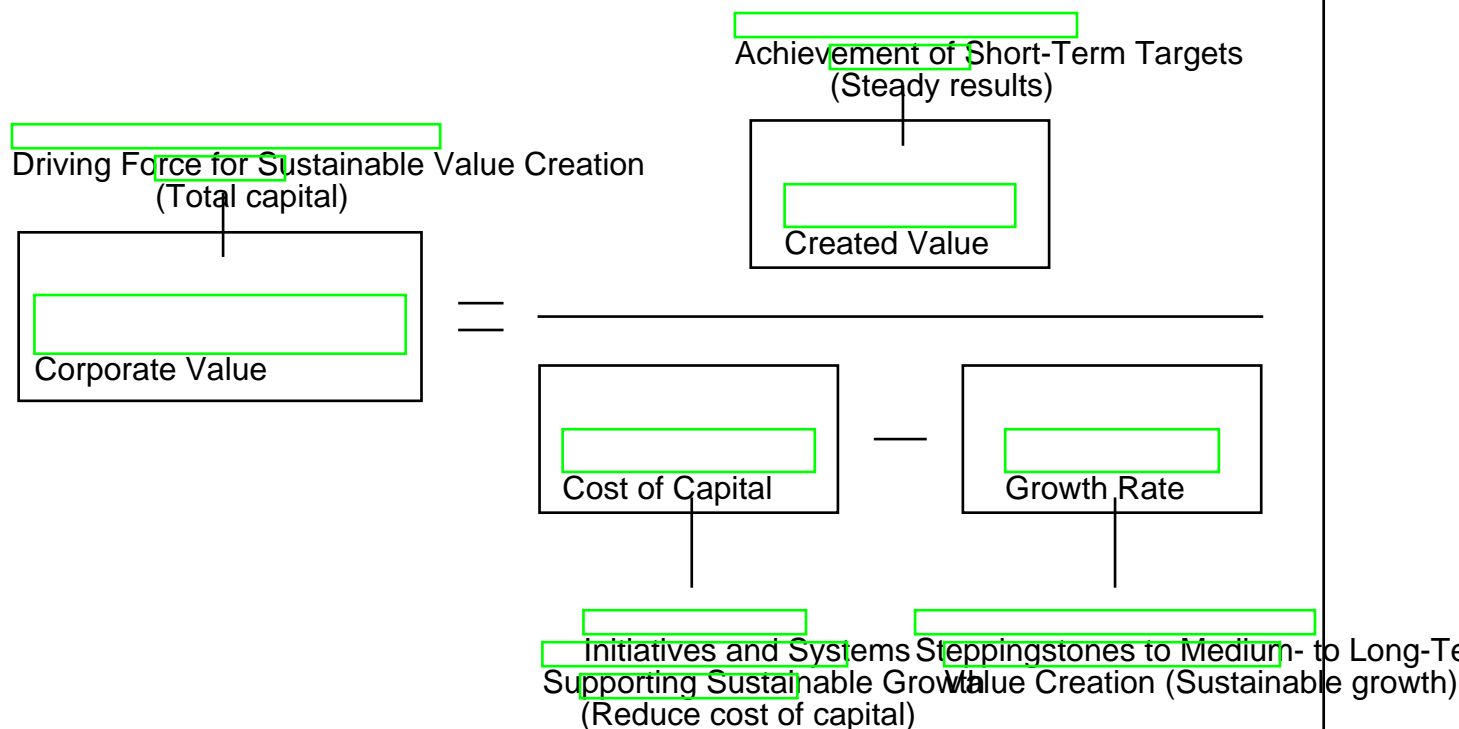 Achievement of Short-Term Targets
(Steady results)
Driving Force for Sustainable Value Creation
(Total capital)
Created Value
Corporate Value
Cost of Capital
Growth Rate
Initiatives and Systems
Supporting Sustainable Growth
(Reduce cost of capital)
Steppingstones to Medium- to Long-Te
Value Creation (Sustainable growth)